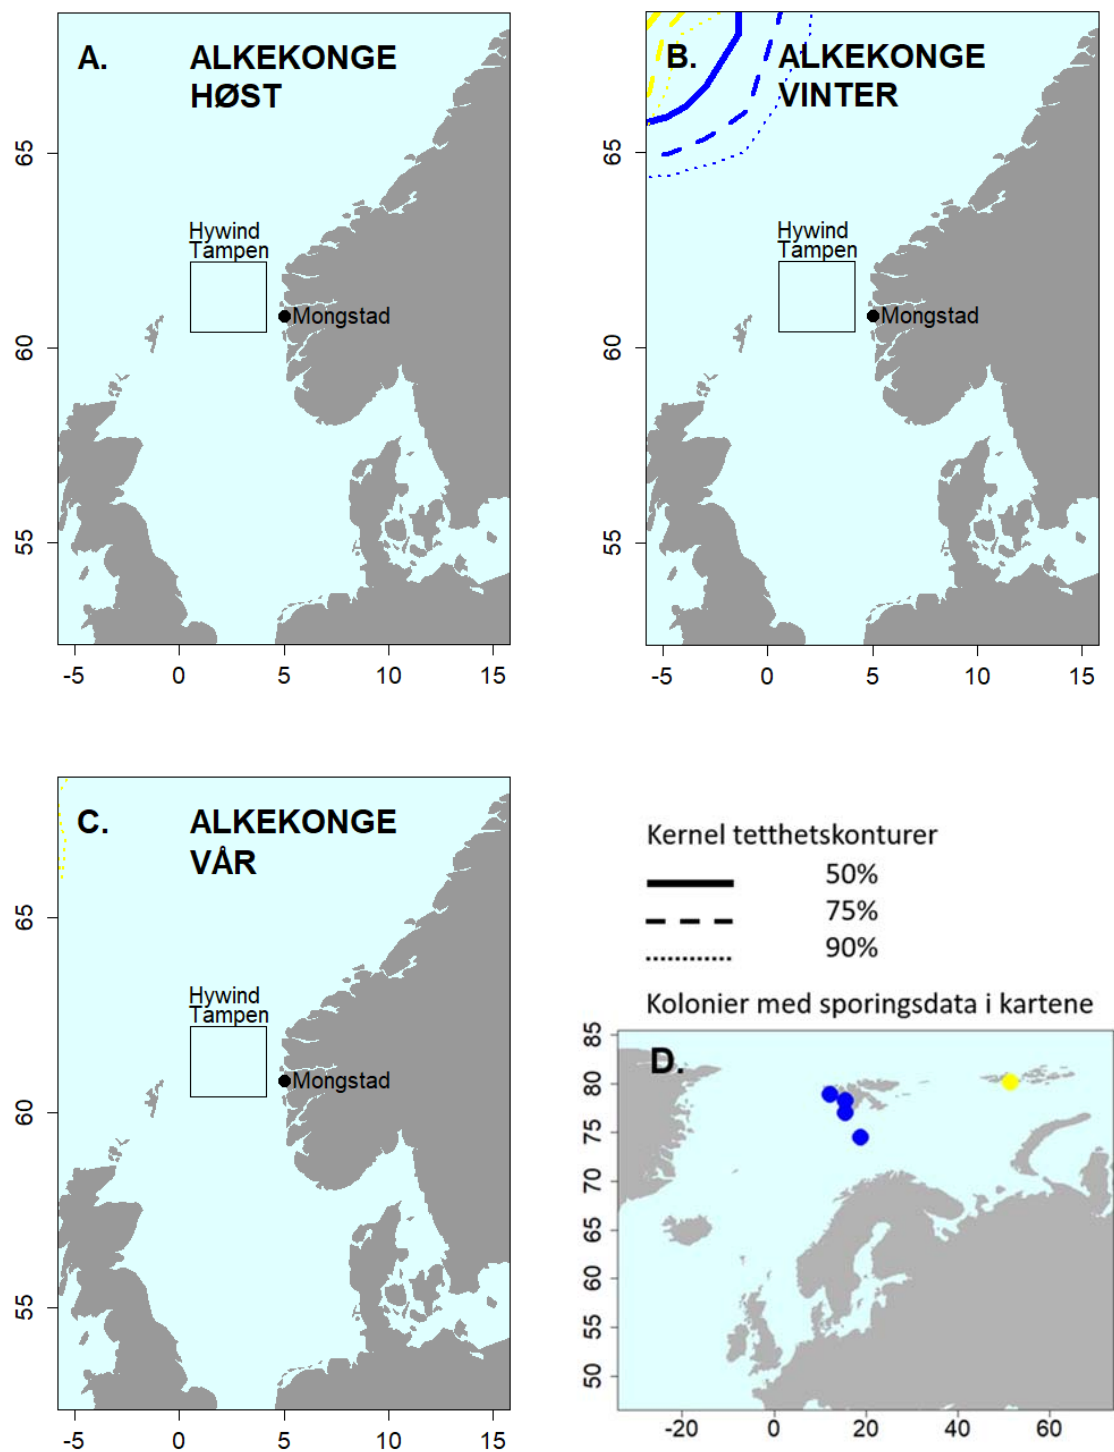 A. ALKEKONGE
HØST
65
60
55
Hywind
Tampen
Mongstad
-5 0 5 10 15
B. ALKEKONGE
VINTER
65
60
55
Hywind
Tampen
Mongstad
-5 0 5 10 15
C. ALKEKONGE
VÅR
65
60
55
Hywind
Tampen
Mongstad
-5 0 5 10 15
Kernel tetthetskonturer
50%
75%
90%
Kolonier med sporingsdata i kartene
D.
85
80
75
70
65
60
55
50
-20 0 20 40 60